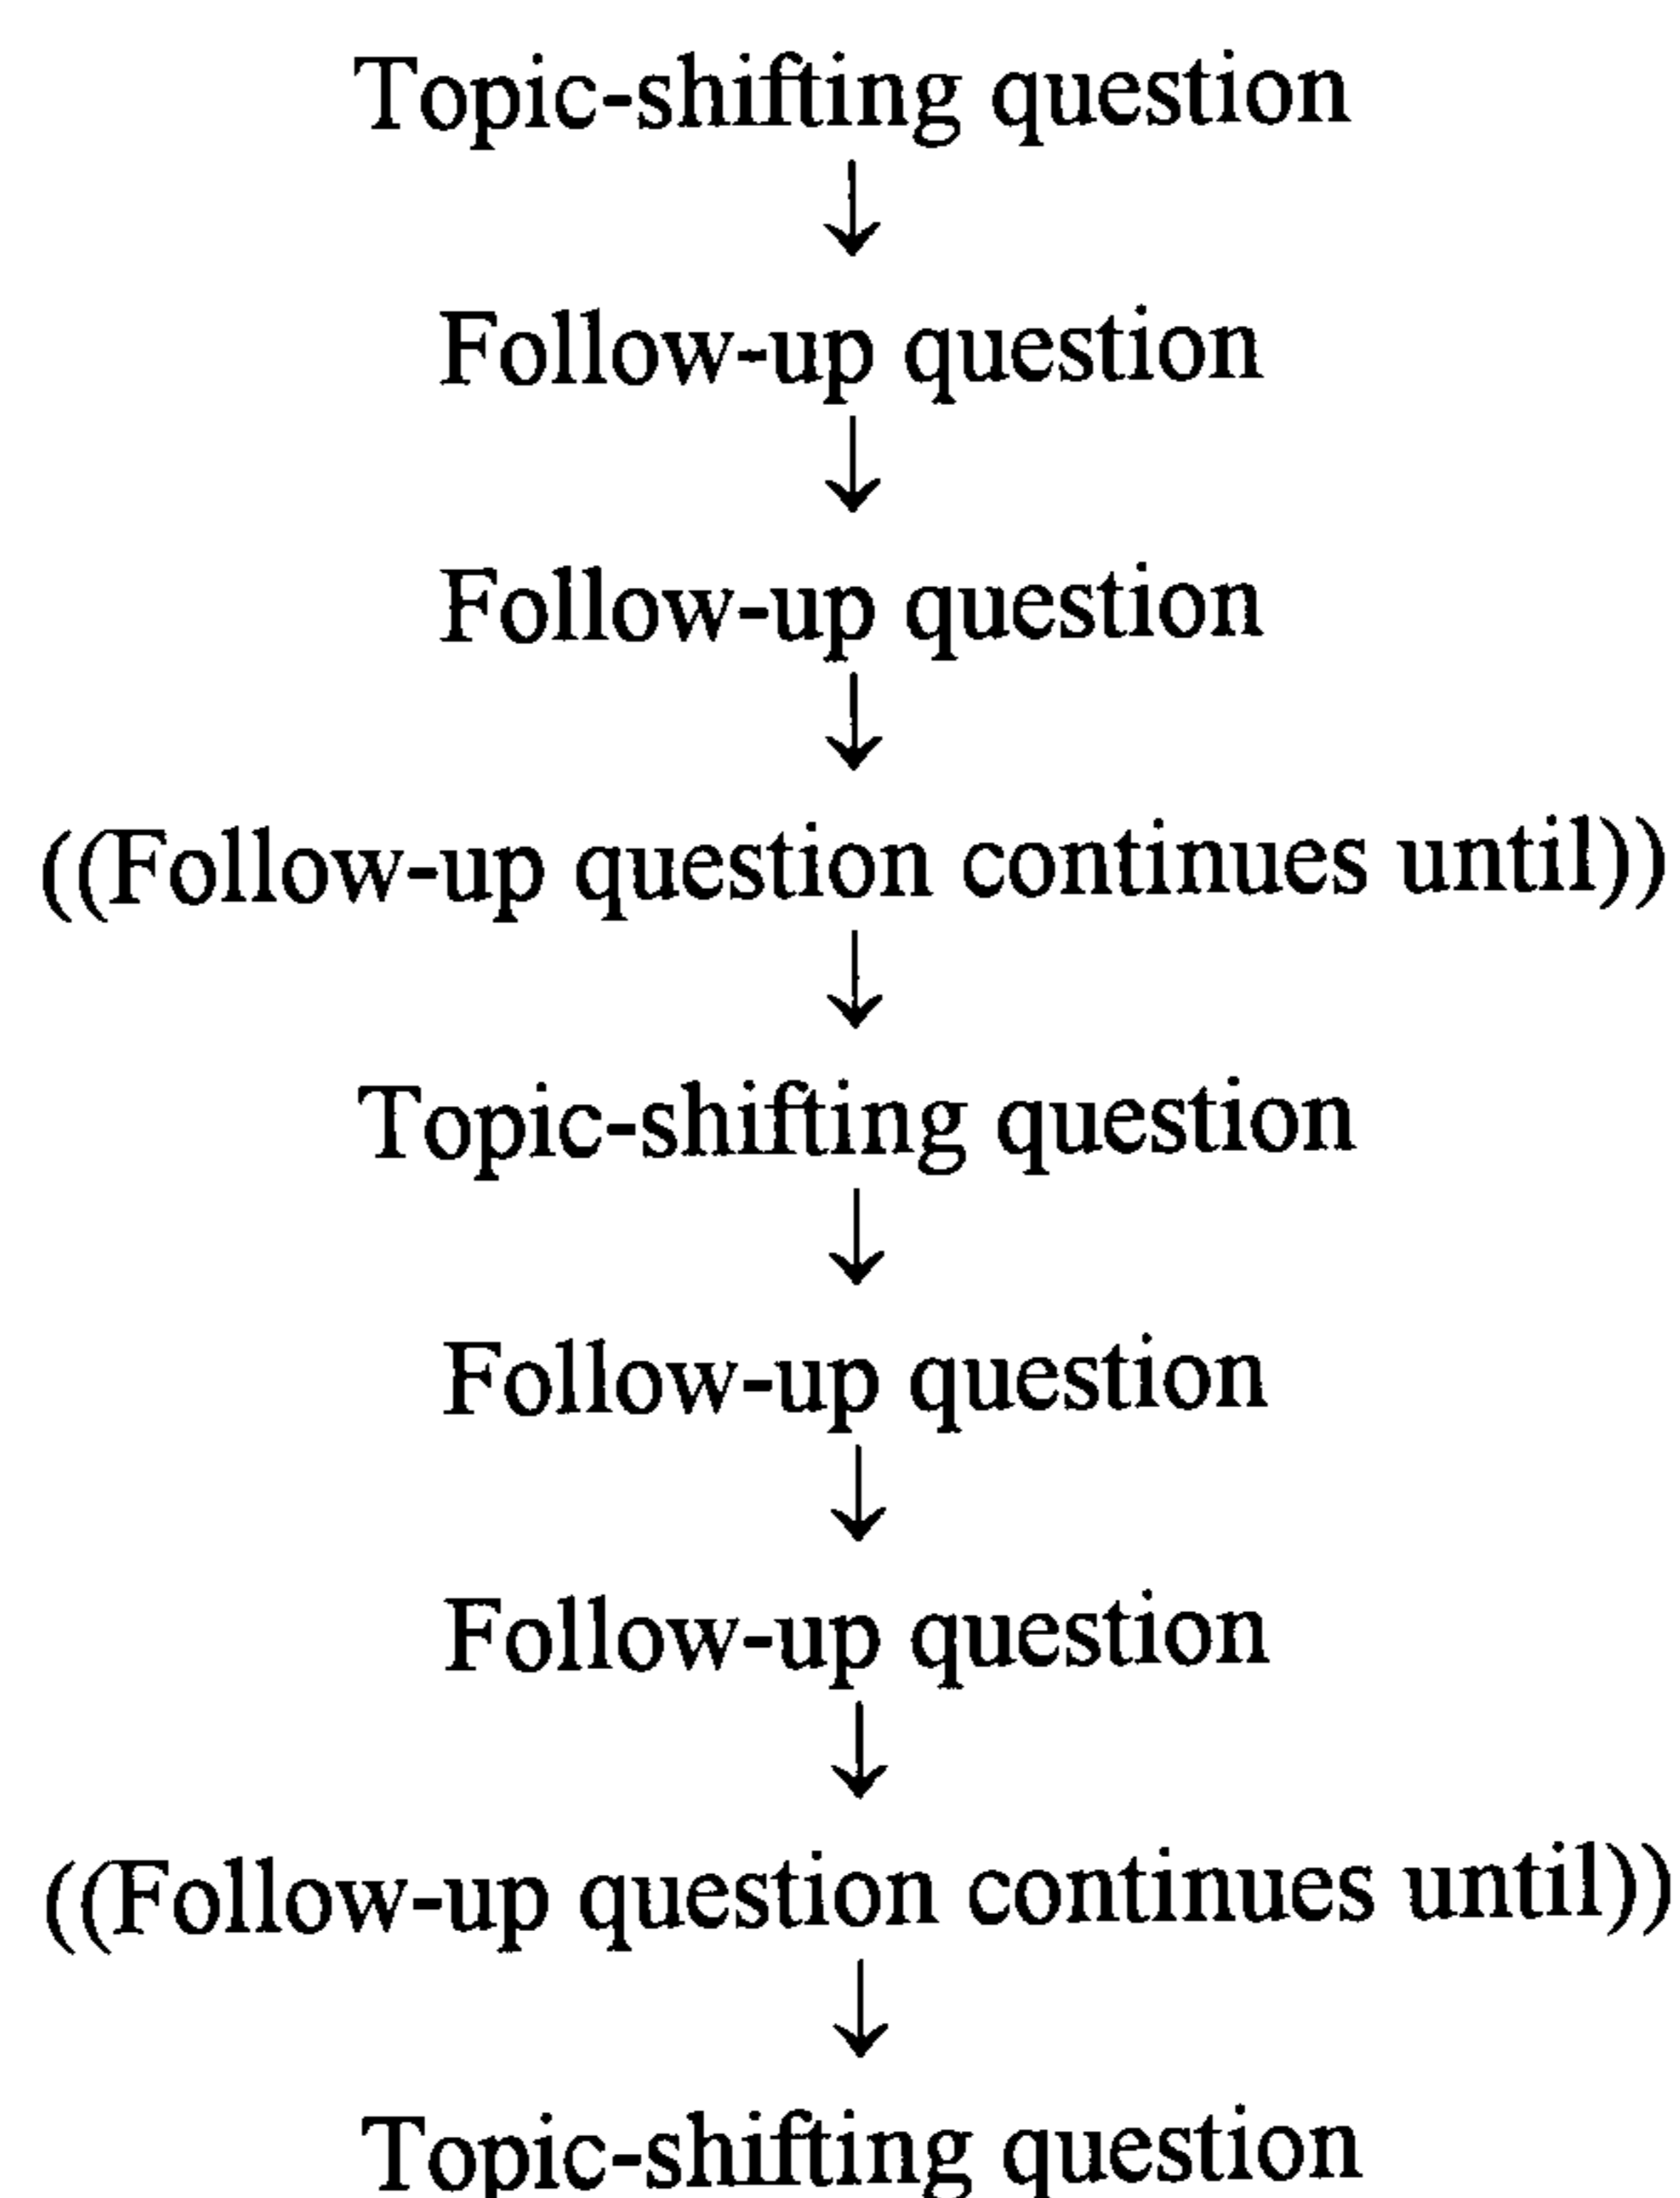 Topic-shifting question
↓
Follow-up question
↓
Follow-up question
↓
((Follow-up question continues until))
↓
Topic-shifting question
↓
Follow-up question
↓
Follow-up question
↓
((Follow-up question continues until))
↓
Topic-shifting question